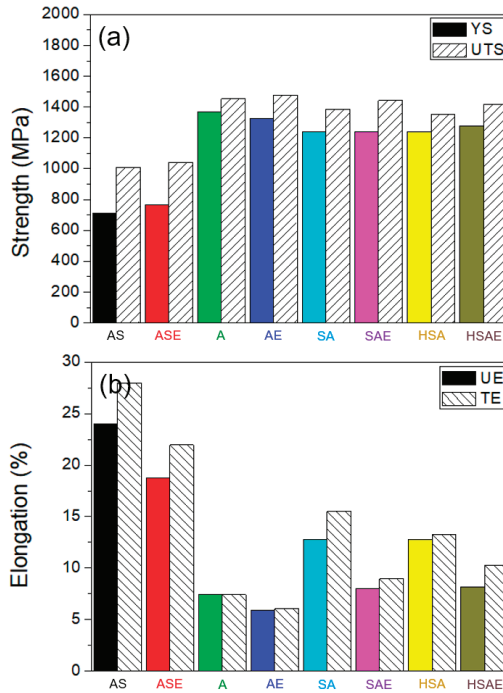 (a)
YS
UTS
Strength (MPa)
2000
1800
1600
1400
1200
1000
800
600
400
200
0
AS ASE A AE SA SAE HSA HSAE
(b)
UE
TE
Elongation (%)
30
25
20
15
10
5
0
AS ASE A AE SA SAE HSA HSAE